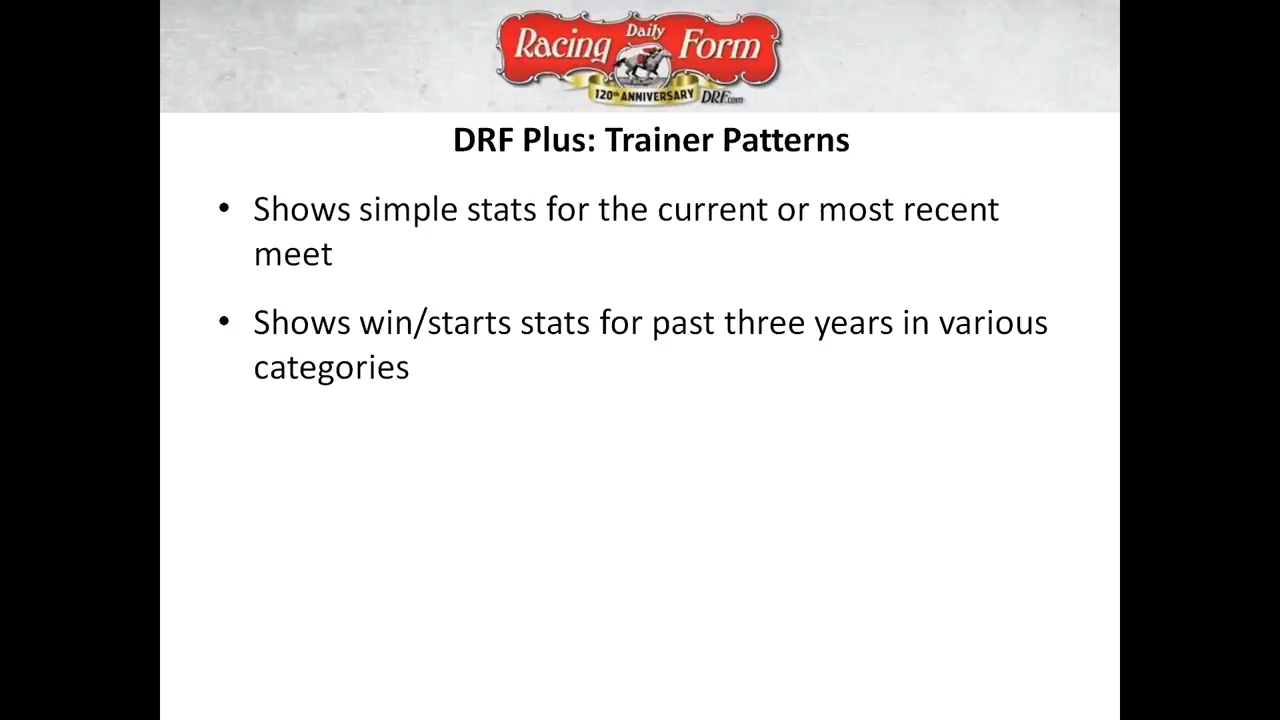 Daily
Racing Form
120th ANNIVERSARY DRF.com
DRF Plus: Trainer Patterns
• Shows simple stats for the current or most recent
meet
• Shows win/starts stats for past three years in various
categories